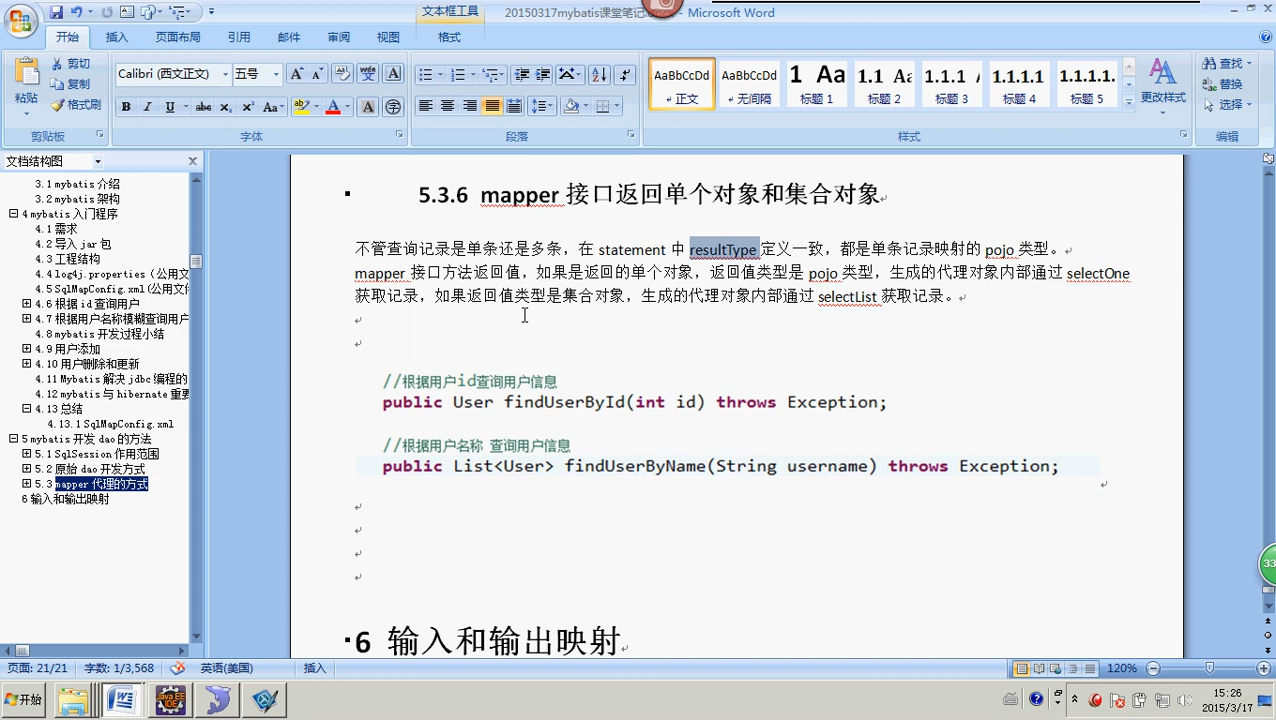 20150317mybatis课堂笔记
Microsoft Word
文本框工具
开始
插入
页面布局
引用
邮件
审阅
视图
格式
粘贴
剪切
复制
格式刷
剪贴板
Calibri (西文正文)
五号
字体
段落
AaBbCcDd
正文
AaBbCcDd
无间隔
1 Aa
标题 1
1.1 Aa
标题 2
1.1.1
标题 3
1.1.1.1
标题 4
1.1.1.1.
标题 5
更改样式
样式
查找
替换
选择
编辑
文档结构图
3.1 mybatis 介绍
3.2 mybatis 架构
4 mybatis 入门程序
4.1 需求
4.2 导入 jar 包
4.3 工程结构
4.4 log4j.properties（公用文
4.5 SqlMapConfig.xml(公用文
4.6 根据 id 查询用户
4.7 根据用户名称模糊查询用户
4.8 mybatis 开发过程小结
4.9 用户添加
4.10 用户删除和更新
4.11 Mybatis 解决 jdbc 编程的
4.12 mybatis 与 hibernate 重要
4.13 总结
4.13.1 SqlMapConfig.xml
5 mybatis 开发 dao 的方法
5.1 SqlSession 作用范围
5.2 原始 dao 开发方式
5.3 mapper 代理的方式
6 输入和输出映射
5.3.6 mapper 接口返回单个对象和集合对象
不管查询记录是单条还是多条，在 statement 中 resultType 定义一致，都是单条记录映射的 pojo 类型。
mapper 接口方法返回值，如果是返回的单个对象，返回值类型是 pojo 类型，生成的代理对象内部通过 selectOne
获取记录，如果返回值类型是集合对象，生成的代理对象内部通过 selectList 获取记录。
//根据用户id查询用户信息
public User findUserById(int id) throws Exception;
//根据用户名称 查询用户信息
public List<User> findUserByName(String username) throws Exception;
6 输入和输出映射
33
页面: 21/21
字数: 1/3,568
英语(美国)
插入
120%
开始
15:26
2015/3/17